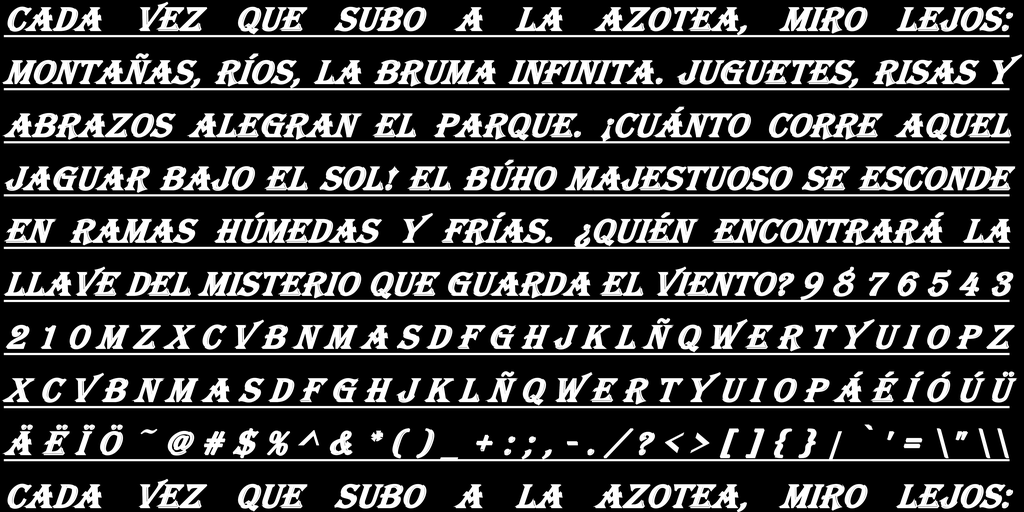 CADA VEZ QUE SUBO A LA AZOTEA, MIRO LEJOS:
MONTAÑAS, RÍOS, LA BRUMA INFINITA. JUGUETES, RISAS Y
ABRAZOS ALEGRAN EL PARQUE. ¡CUÁNTO CORRE AQUEL
JAGUAR BAJO EL SOL! EL BÚHO MAJESTUOSO SE ESCONDE
EN RAMAS HÚMEDAS Y FRÍAS. ¿QUIÉN ENCONTRARÁ LA
LLAVE DEL MISTERIO QUE GUARDA EL VIENTO? 9 8 7 6 5 4 3
2 1 0 M Z X C V B N M A S D F G H J K L Ñ Q W E R T Y U I O P Z
X C V B N M A S D F G H J K L Ñ Q W E R T Y U I O P Á É Í Ó Ú Ü
Ä Ë Ï Ö ~ @ # $ % ^ & * ( ) _ + : ; , - . / ? < > [ ] { } | ` ' = \ " \ \
CADA VEZ QUE SUBO A LA AZOTEA, MIRO LEJOS: